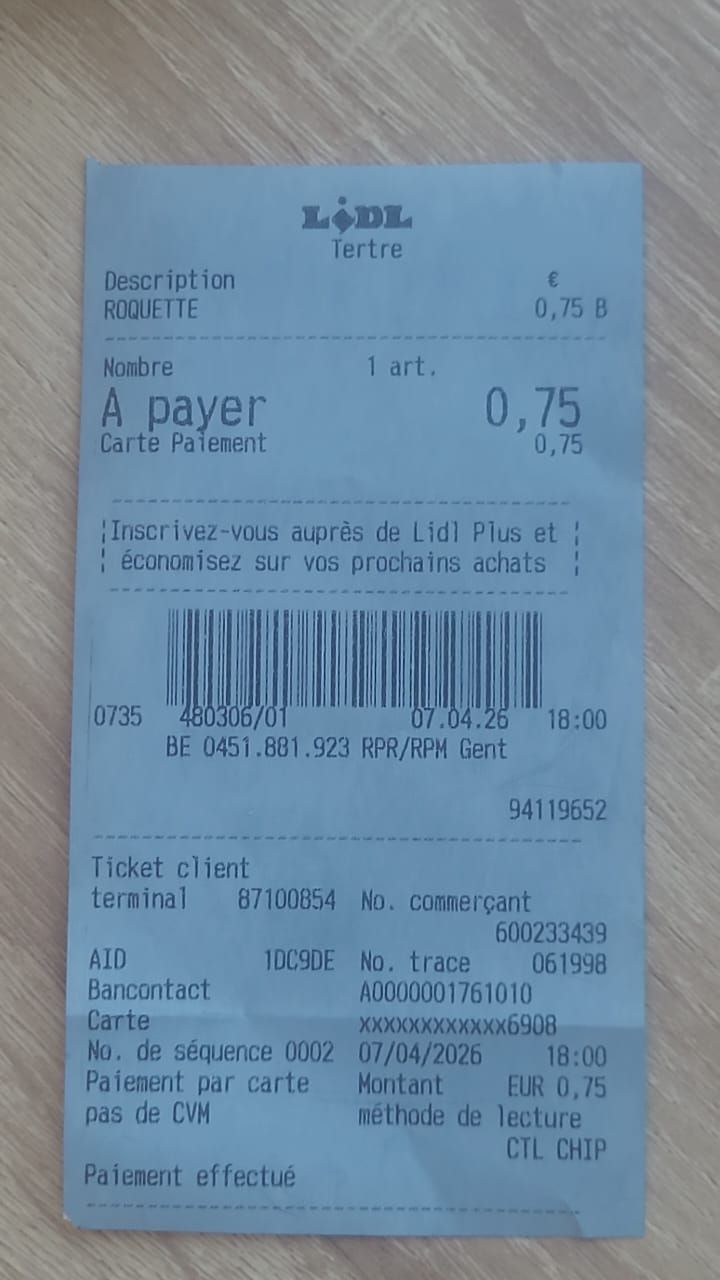 LIDL
Tertre
Description €
ROQUETTE 0,75 B
Nombre 1 art.
A payer 0,75
Carte Paiement 0,75
Inscrivez-vous auprès de Lidl Plus et
économisez sur vos prochains achats
0735 480306/01 07.04.26 18:00
BE 0451.881.923 RPR/RPM Gent
94119652
Ticket client
terminal 87100854 No. commerçant
600233439
AID 1DC9DE No. trace 061998
Bancontact A0000001761010
Carte xxxxxxxxxxxx6908
No. de séquence 0002 07/04/2026 18:00
Paiement par carte Montant EUR 0,75
pas de CVM méthode de lecture
CTL CHIP
Paiement effectué